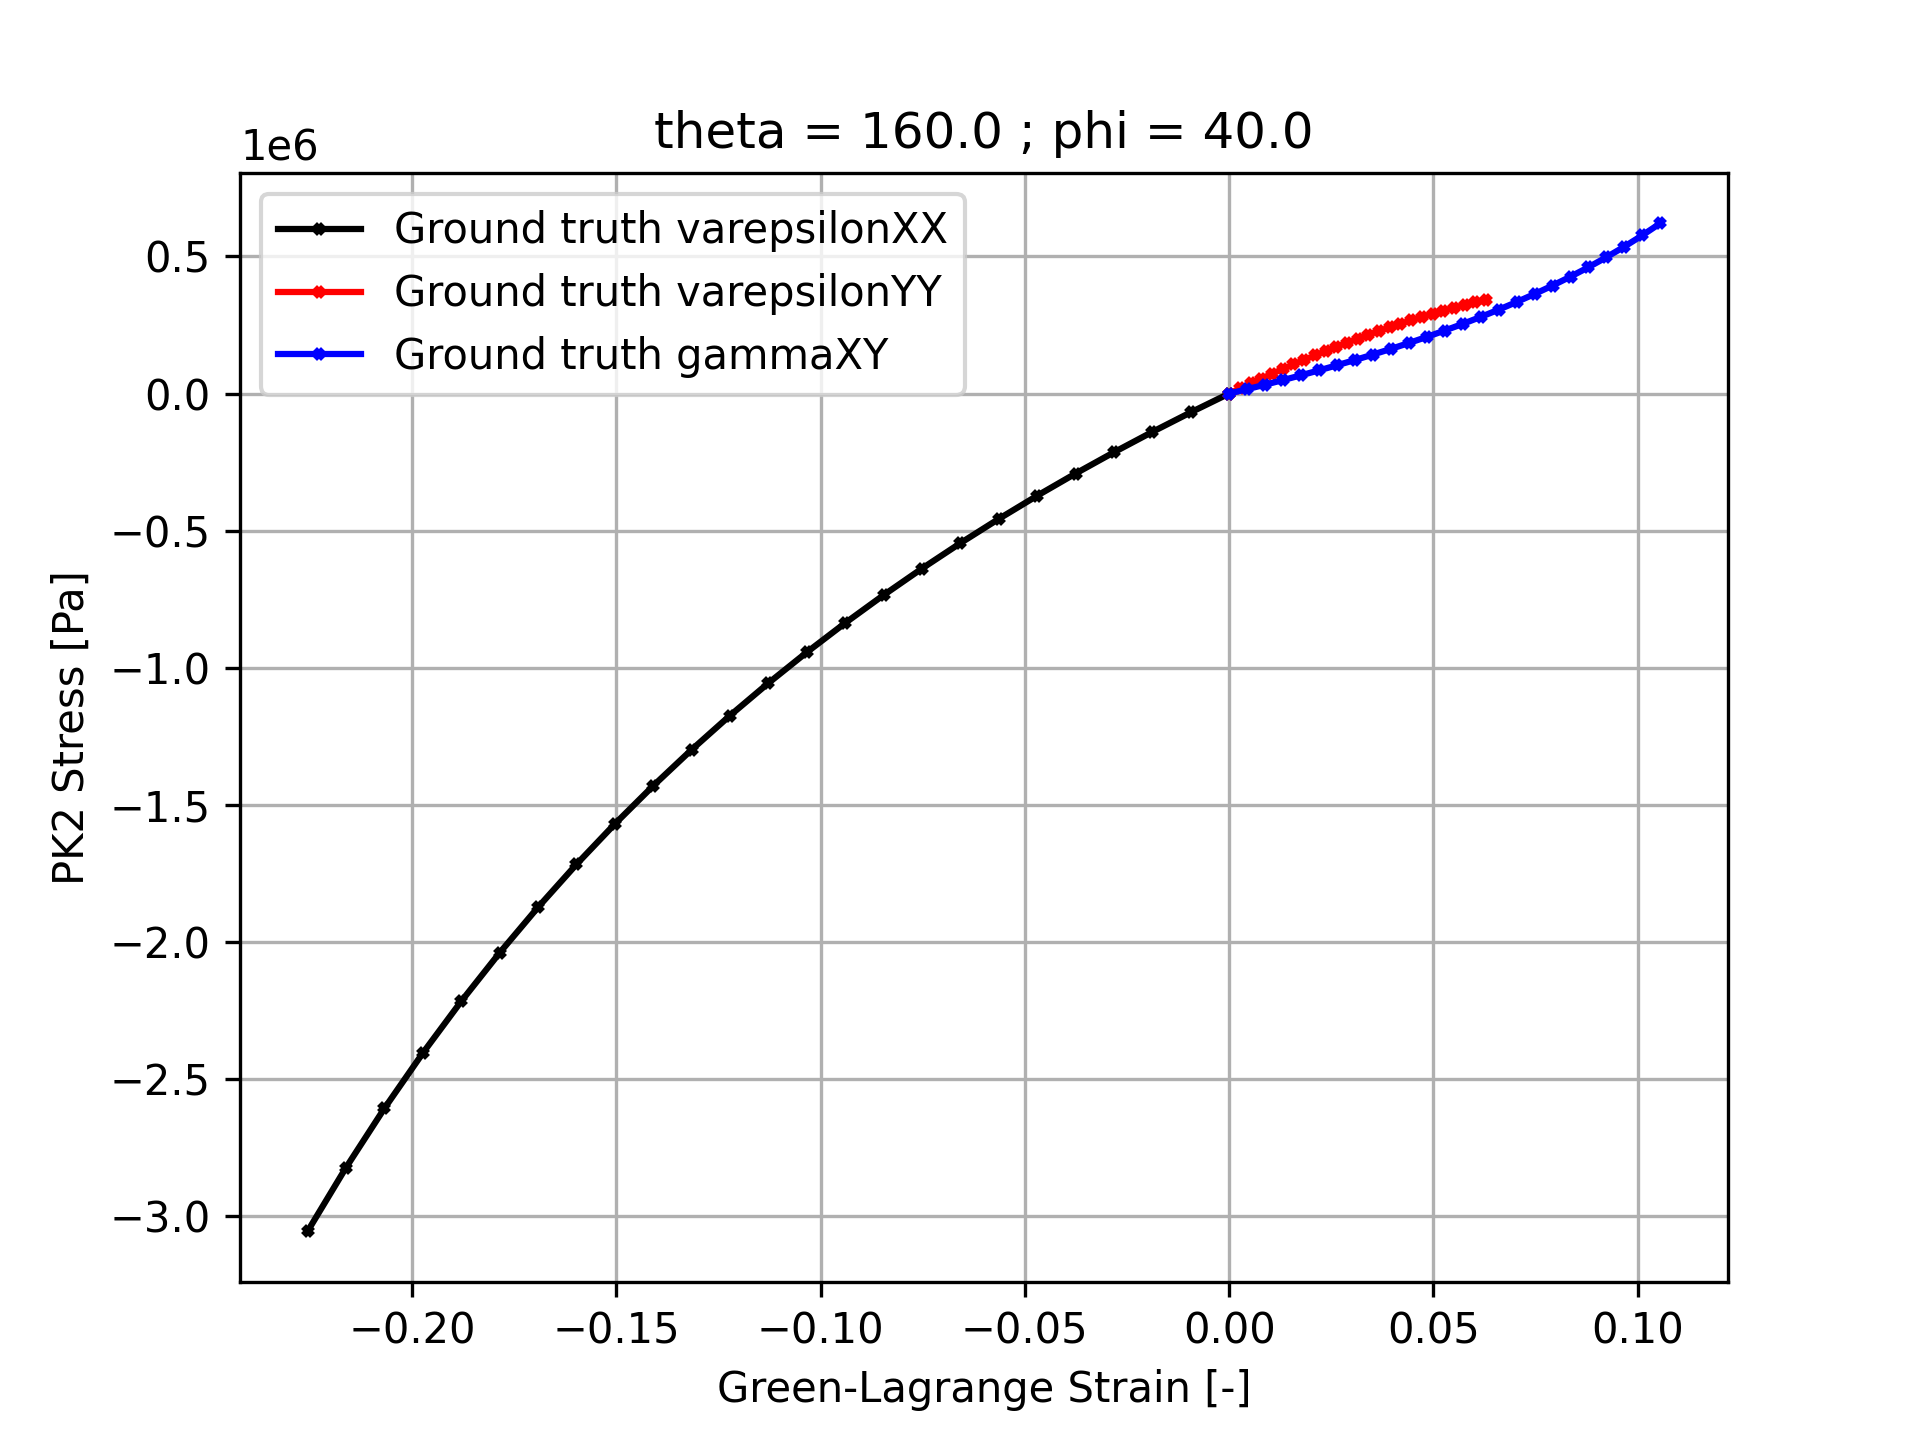 theta = 160.0 ; phi = 40.0
1e6
Ground truth varepsilonXX
Ground truth varepsilonYY
Ground truth gammaXY
0.5
0.0
−0.5
−1.0
−1.5
−2.0
−2.5
−3.0
PK2 Stress [Pa]
−0.20 −0.15 −0.10 −0.05 0.00 0.05 0.10
Green-Lagrange Strain [-]